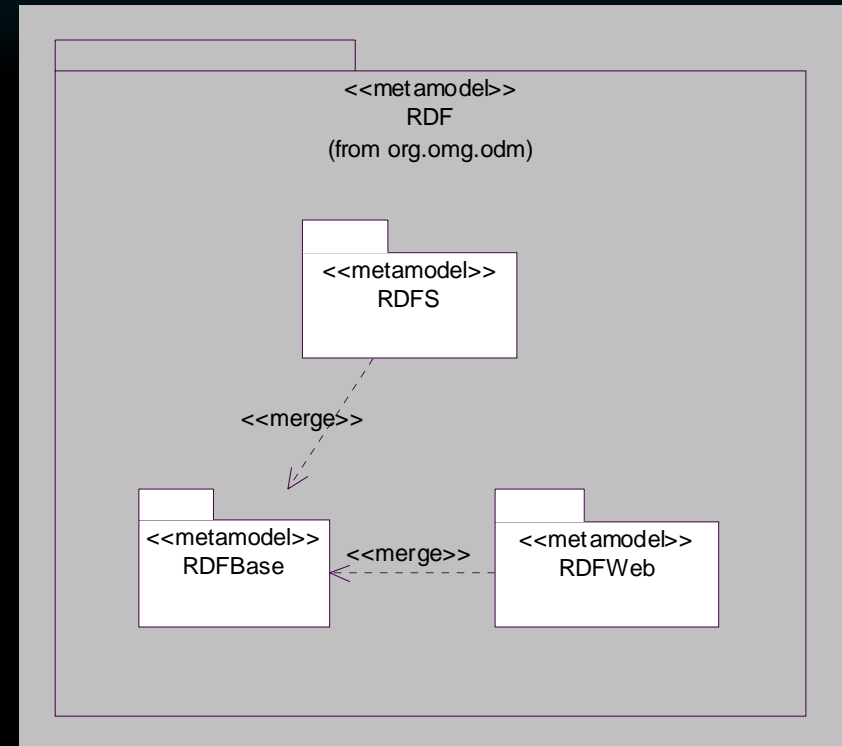 <<metamodel>>
RDF
(from org.omg.odm)
<<metamodel>>
RDFS
<<merge>>
<<metamodel>>
RDFBase
<<merge>>
<<metamodel>>
RDFWeb